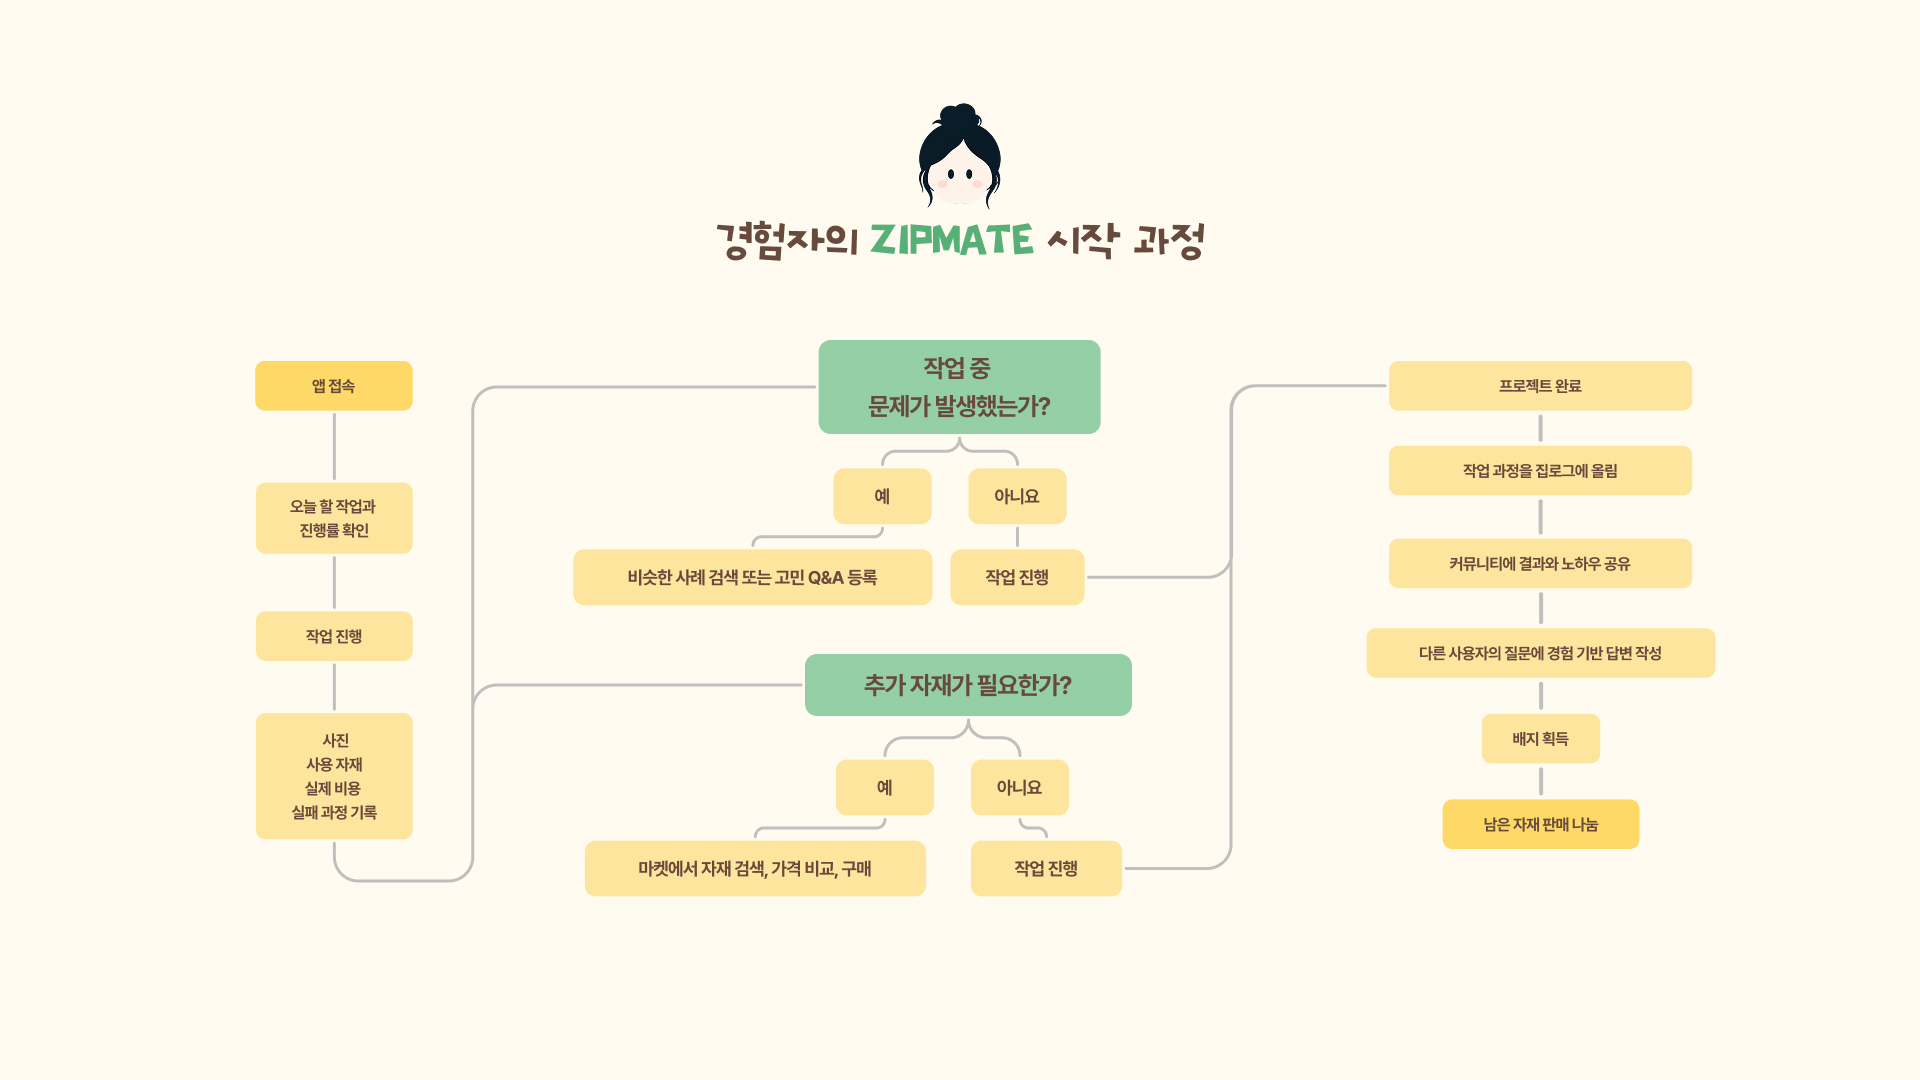 경험자의 ZIPMATE 시작 과정
앱 접속
오늘 할 작업과
진행률 확인
작업 진행
사진
사용 자재
실제 비용
실패 과정 기록
작업 중
문제가 발생했는가?
예
아니요
비슷한 사례 검색 또는 고민 Q&A 등록
작업 진행
추가 자재가 필요한가?
예
아니요
마켓에서 자재 검색, 가격 비교, 구매
작업 진행
프로젝트 완료
작업 과정을 집로그에 올림
커뮤니티에 결과와 노하우 공유
다른 사용자의 질문에 경험 기반 답변 작성
배지 획득
남은 자재 판매 나눔